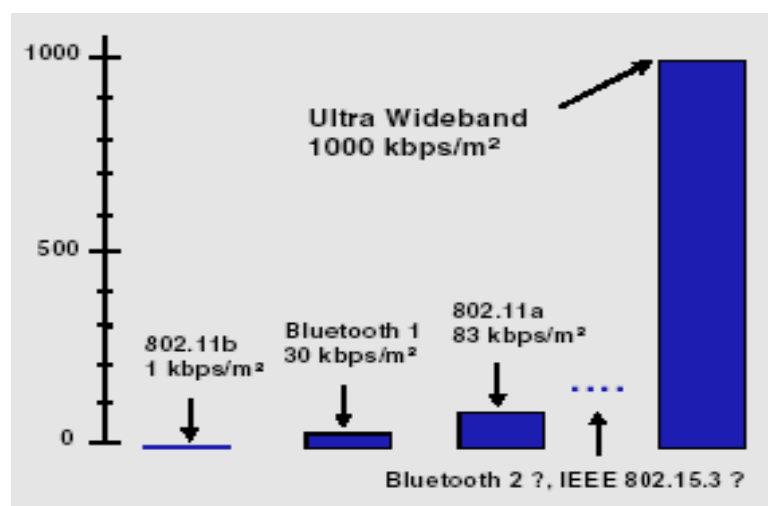 1000
Ultra Wideband
1000 kbps/m²
500
802.11a
83 kbps/m²
Bluetooth 1
30 kbps/m²
802.11b
1 kbps/m²
0
Bluetooth 2 ?, IEEE 802.15.3 ?